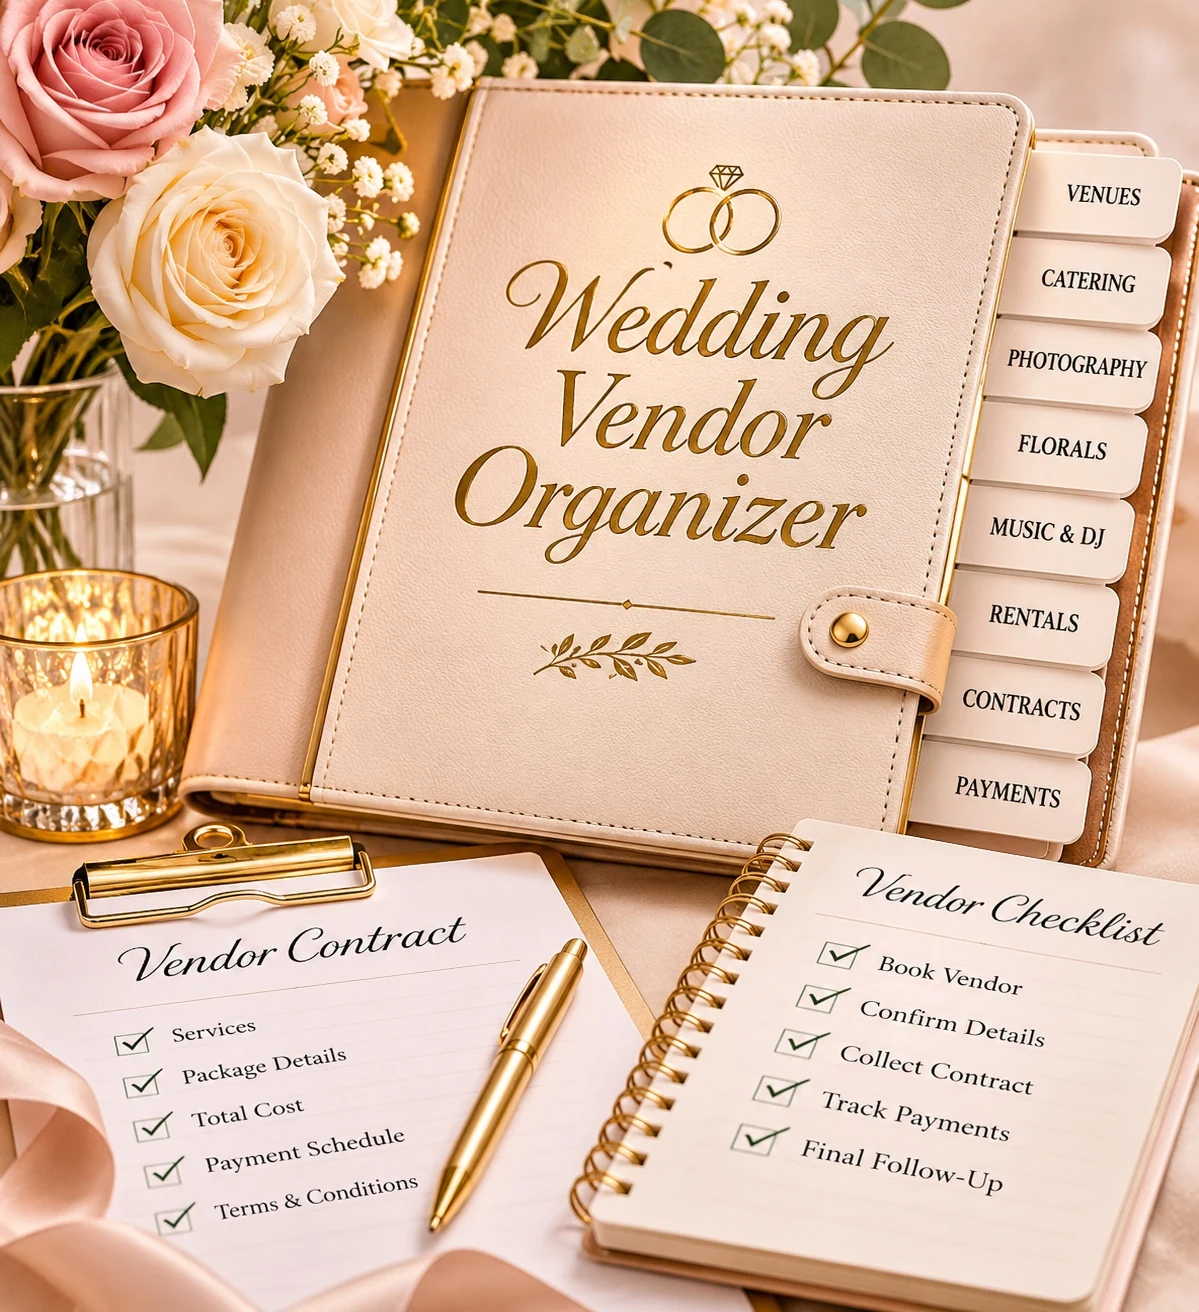 Wedding
Vendor
Organizer
VENUES
CATERING
PHOTOGRAPHY
FLORALS
MUSIC & DJ
RENTALS
CONTRACTS
PAYMENTS
Vendor Contract
Services
Package Details
Total Cost
Payment Schedule
Terms & Conditions
Vendor Checklist
Book Vendor
Confirm Details
Collect Contract
Track Payments
Final Follow-Up